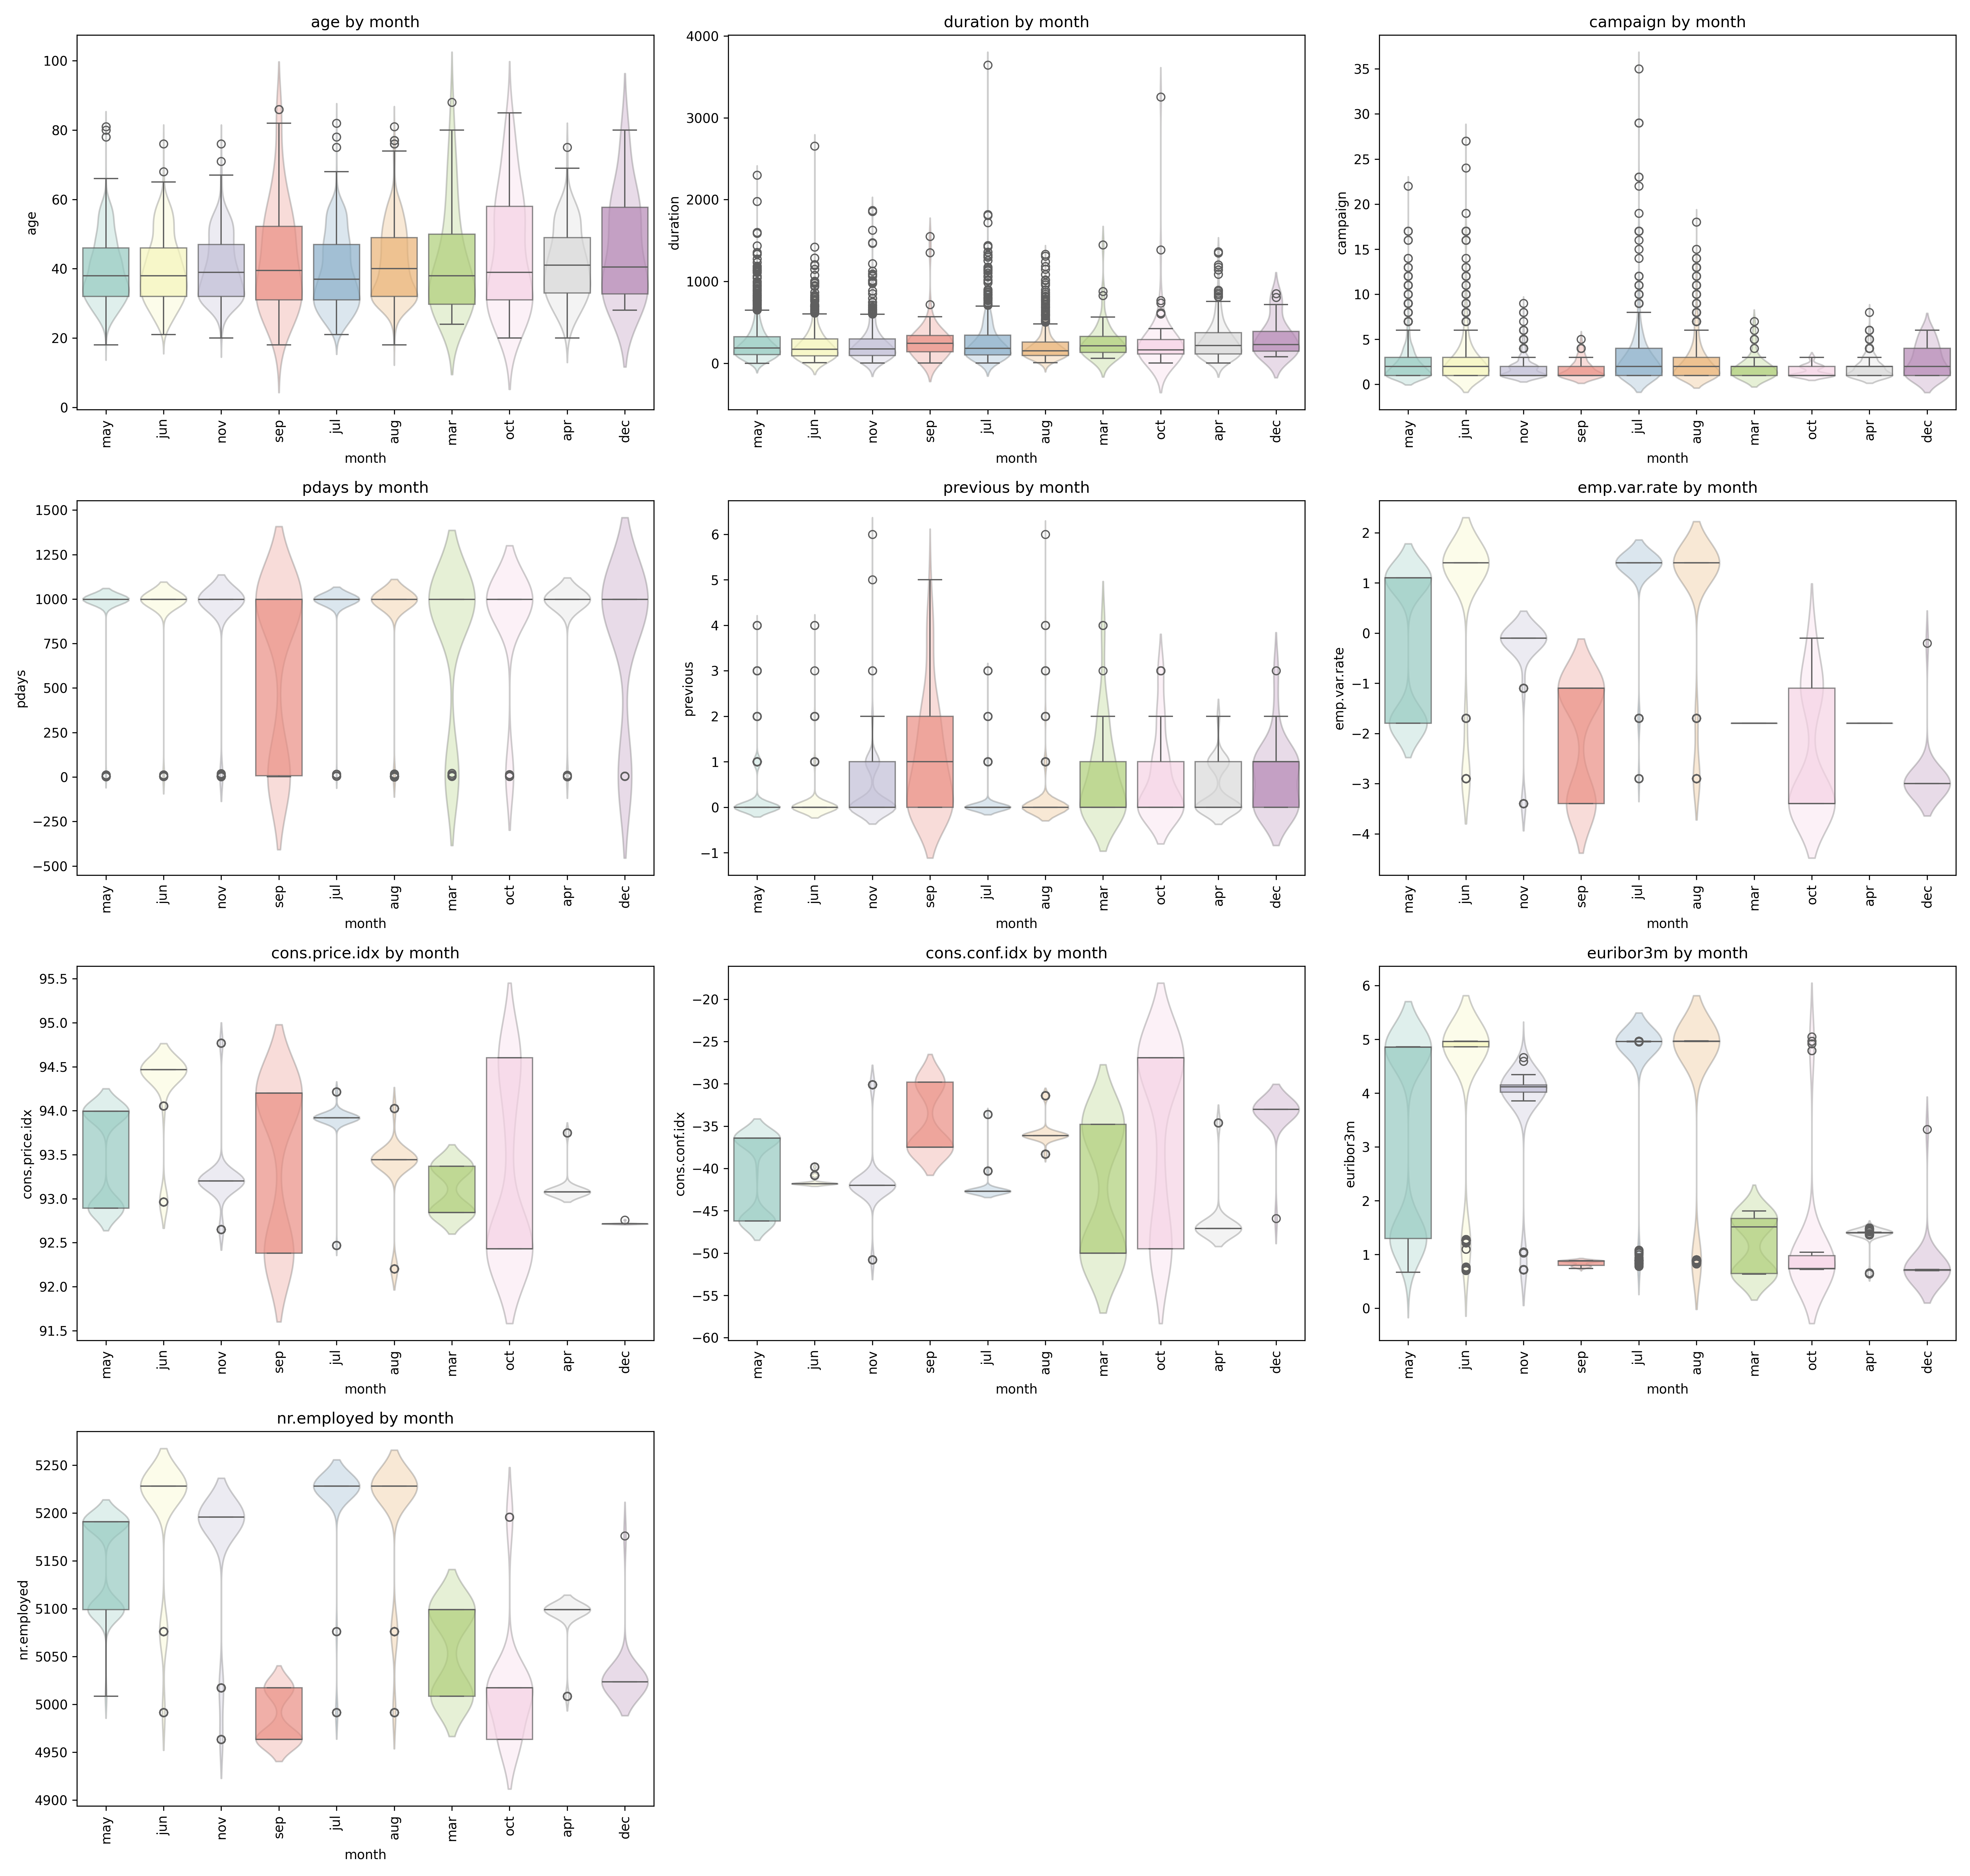 age by month
age
100
80
60
40
20
0
may jun nov sep jul aug mar oct apr dec
month
duration by month
duration
4000
3000
2000
1000
0
may jun nov sep jul aug mar oct apr dec
month
campaign by month
campaign
35
30
25
20
15
10
5
0
may jun nov sep jul aug mar oct apr dec
month
pdays by month
pdays
1500
1250
1000
750
500
250
0
−250
−500
may jun nov sep jul aug mar oct apr dec
month
previous by month
previous
6
5
4
3
2
1
0
−1
may jun nov sep jul aug mar oct apr dec
month
emp.var.rate by month
emp.var.rate
2
1
0
−1
−2
−3
−4
may jun nov sep jul aug mar oct apr dec
month
cons.price.idx by month
cons.price.idx
95.5
95.0
94.5
94.0
93.5
93.0
92.5
92.0
91.5
may jun nov sep jul aug mar oct apr dec
month
cons.conf.idx by month
cons.conf.idx
−20
−25
−30
−35
−40
−45
−50
−55
−60
may jun nov sep jul aug mar oct apr dec
month
euribor3m by month
euribor3m
6
5
4
3
2
1
0
may jun nov sep jul aug mar oct apr dec
month
nr.employed by month
nr.employed
5250
5200
5150
5100
5050
5000
4950
4900
may jun nov sep jul aug mar oct apr dec
month